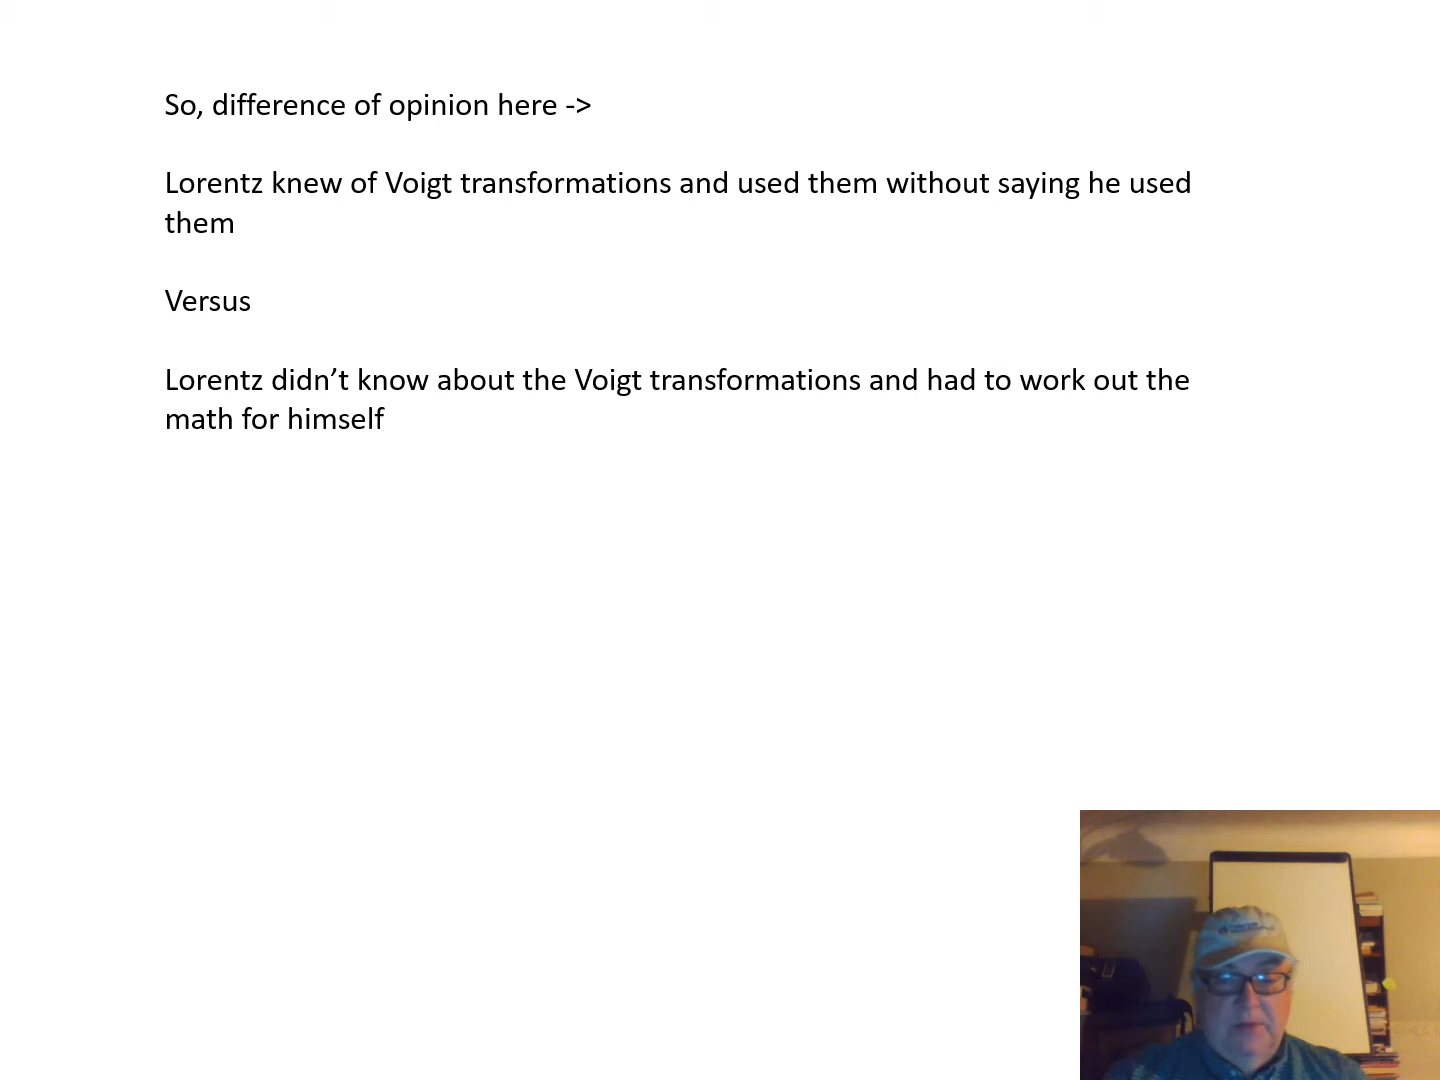 So, difference of opinion here ->
Lorentz knew of Voigt transformations and used them without saying he used
them
Versus
Lorentz didn’t know about the Voigt transformations and had to work out the
math for himself